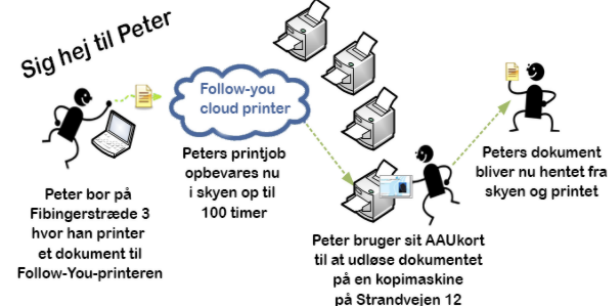 Sig hej til Peter
Follow-you
cloud printer
Peter bor på
Fibingerstræde 3
hvor han printer
et dokument til
Follow-You-printeren
Peters printjob
opbevares nu
i skyen op til
100 timer
Peter bruger sit AAUkort
til at udløse dokumentet
på en kopimaskine
på Strandvejen 12
Peters dokument
bliver nu hentet fra
skyen og printet